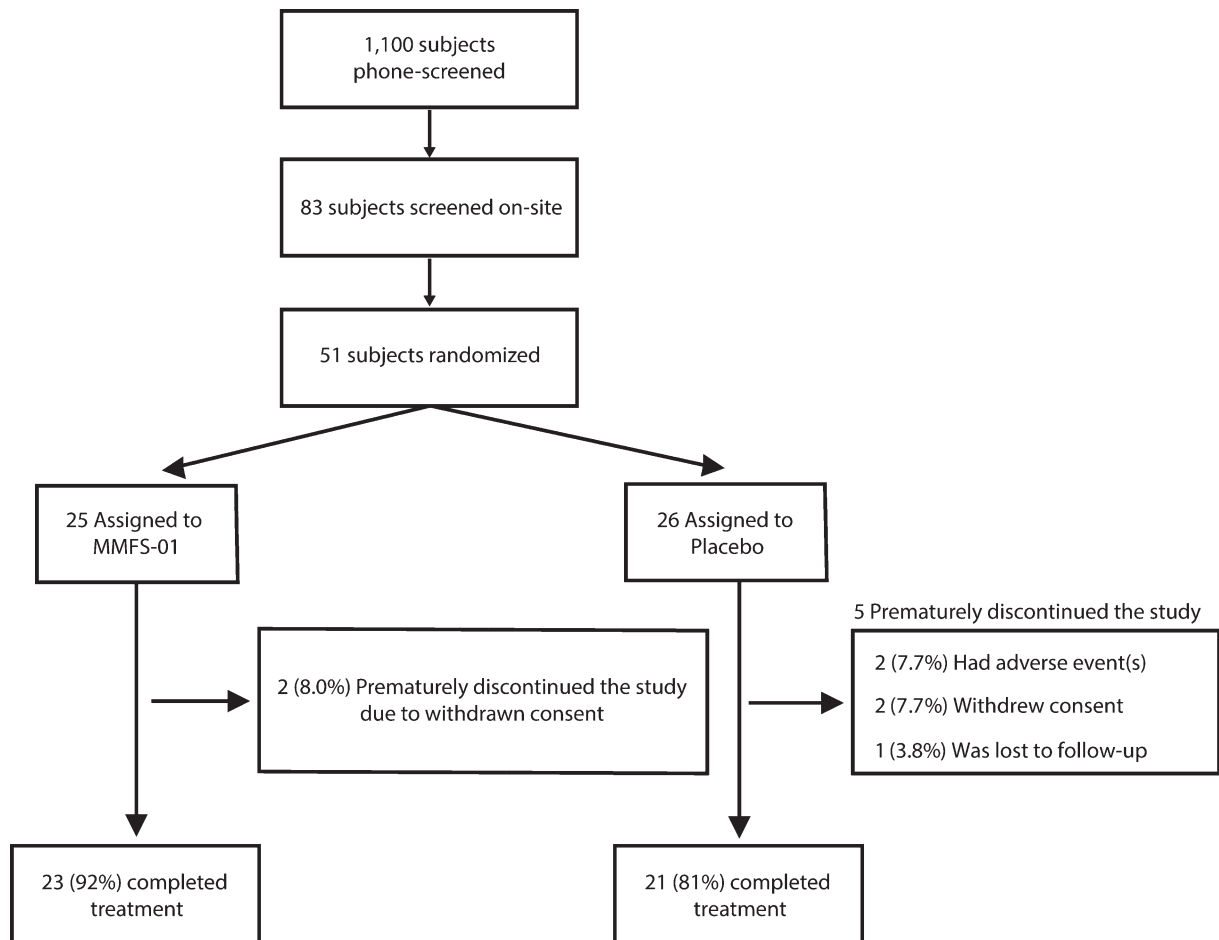 1,100 subjects
phone-screened
83 subjects screened on-site
51 subjects randomized
25 Assigned to
MMFS-01
26 Assigned to
Placebo
2 (8.0%) Prematurely discontinued the study
due to withdrawn consent
5 Prematurely discontinued the study
2 (7.7%) Had adverse event(s)
2 (7.7%) Withdrew consent
1 (3.8%) Was lost to follow-up
23 (92%) completed
treatment
21 (81%) completed
treatment